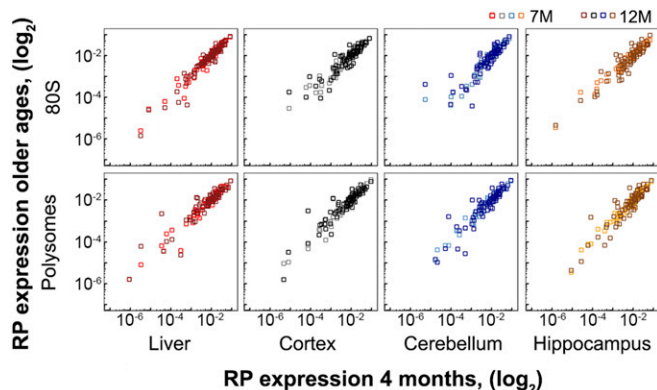 7M 12M
RP expression older ages, (log₂)
80S
10⁻²
10⁻⁴
10⁻⁶
Polysomes
10⁻²
10⁻⁴
10⁻⁶
10⁻⁶ 10⁻⁴ 10⁻² 10⁻⁶ 10⁻⁴ 10⁻² 10⁻⁶ 10⁻⁴ 10⁻² 10⁻⁶ 10⁻⁴ 10⁻²
Liver Cortex Cerebellum Hippocampus
RP expression 4 months, (log₂)